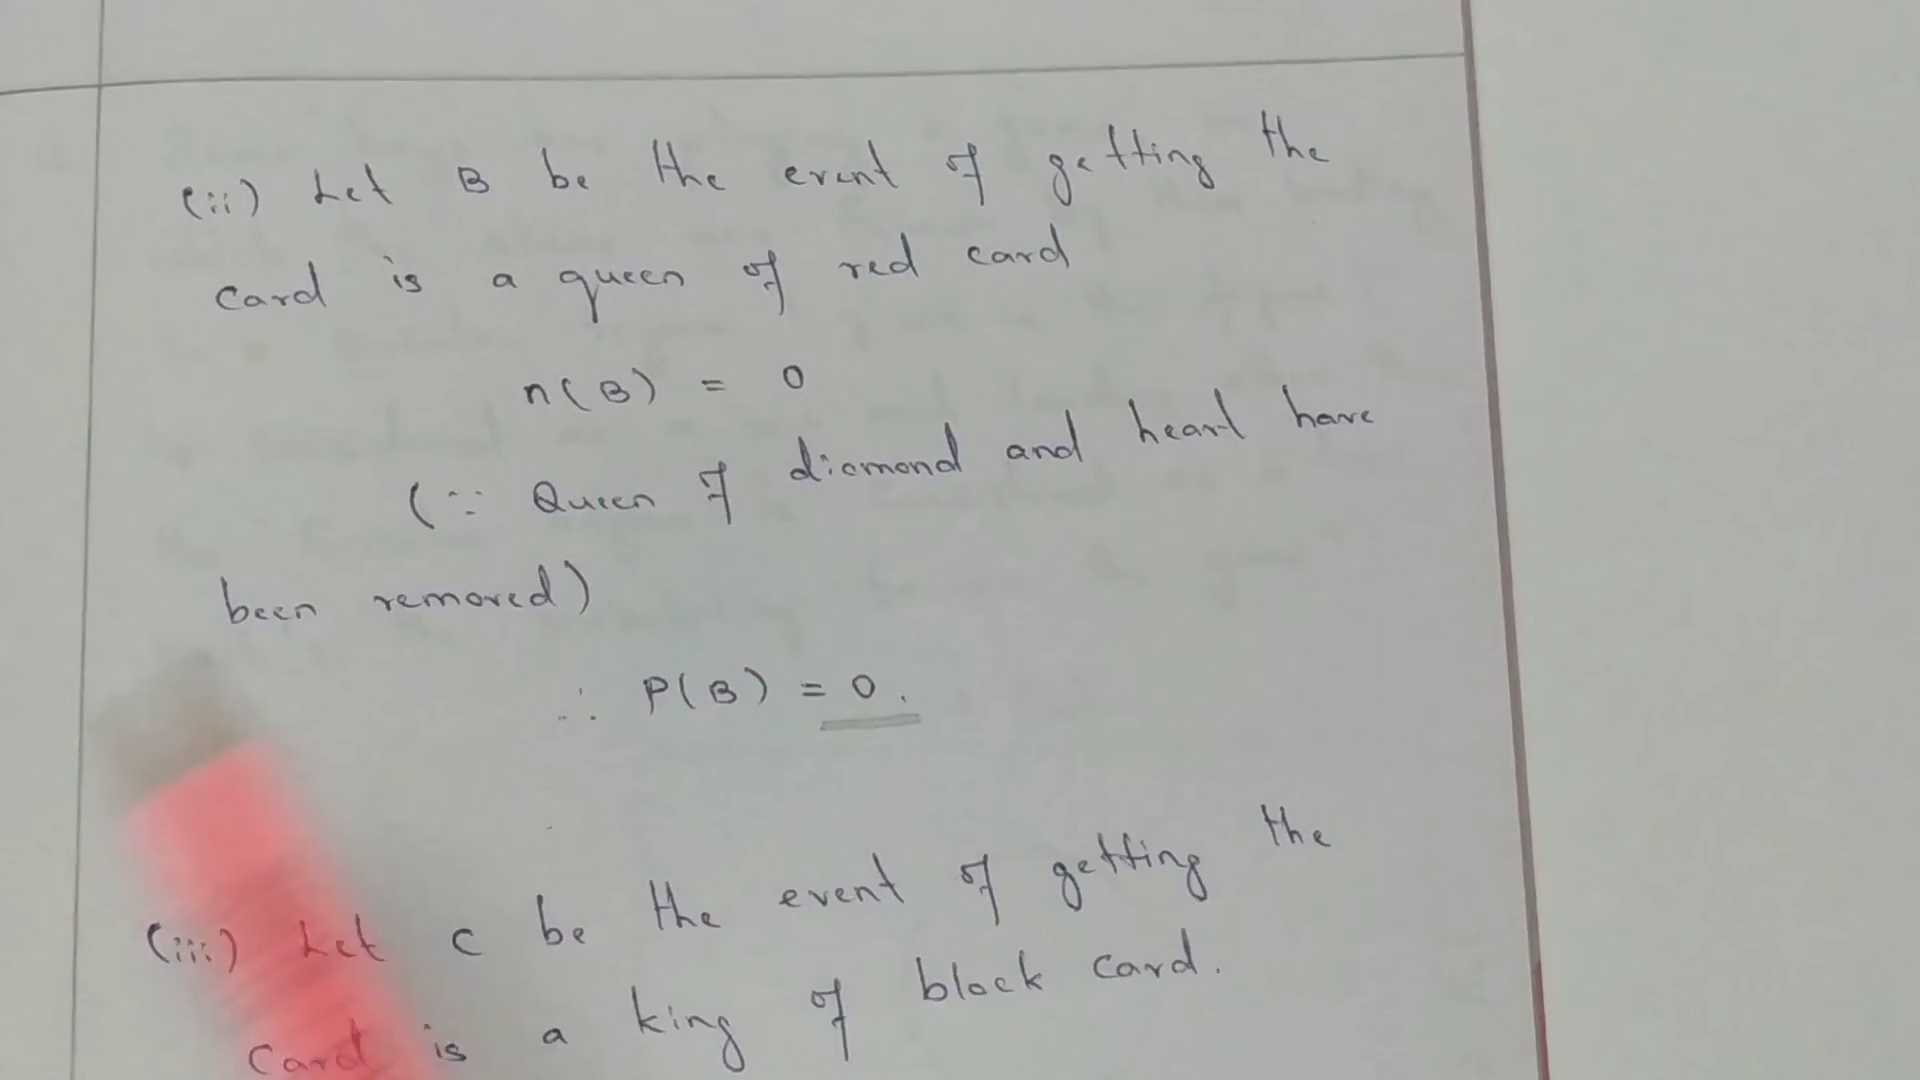 (ii) Let B be the event of getting the
card is a queen of red card
n(B) = 0
(∵ Queen of diamond and heart have
been removed)
∴ P(B) = 0.
(iii) Let C be the event of getting the
card is a king of black card.